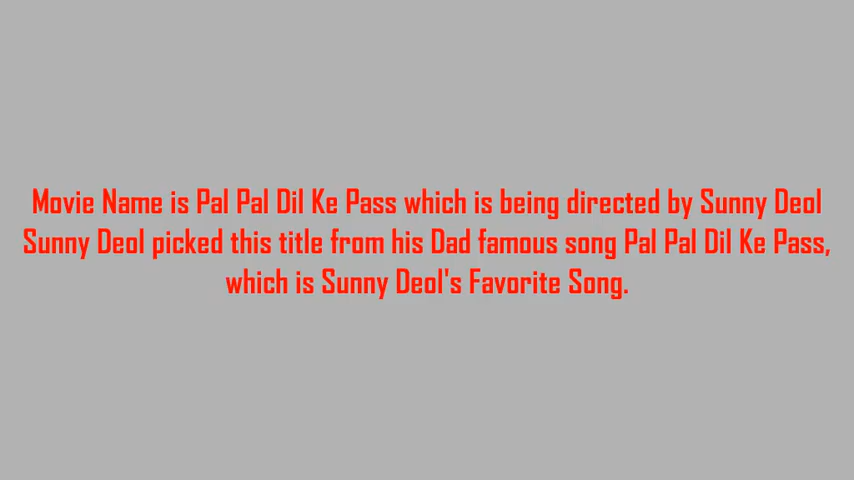 Movie Name is Pal Pal Dil Ke Pass which is being directed by Sunny Deol
Sunny Deol picked this title from his Dad famous song Pal Pal Dil Ke Pass,
which is Sunny Deol's Favorite Song.